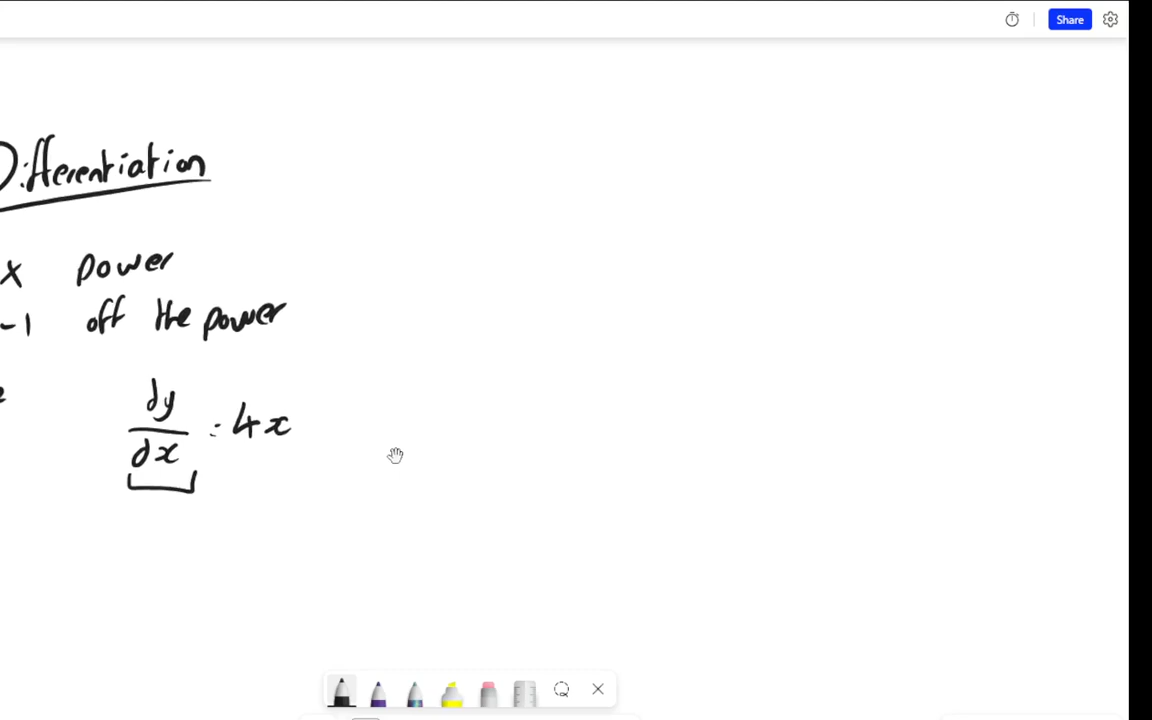 Share
Differentiation
x power
-1 off the power
dy
dx
= 4x